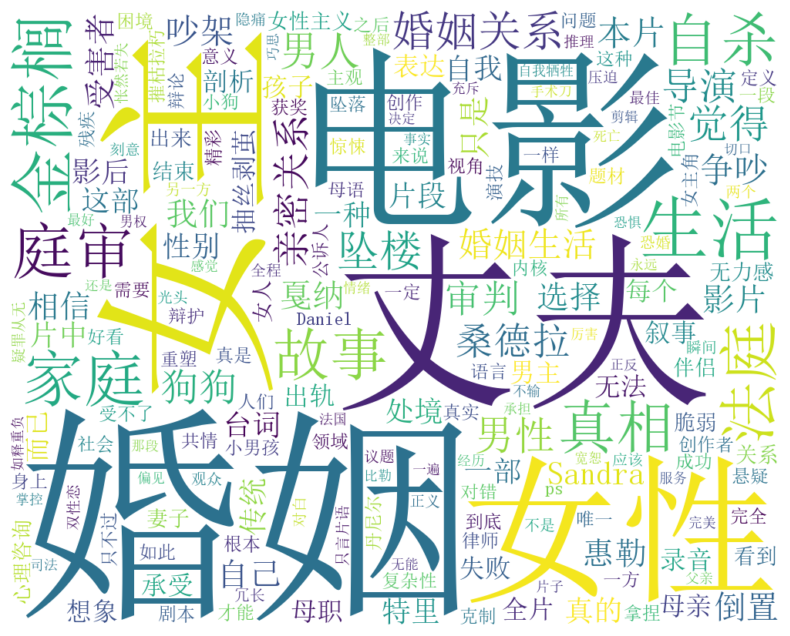 困境
隐痛
巧思
整部
女性主义
之后
问题
推理
这种
吵架
婚姻关系
本片
自杀
金棕榈
受害者
怅然若失
摧枯拉朽
辩论
意义
主观
男人
表达
自我
自我牺牲
压迫
定义
一段
导演
剖析
小狗
孩子
手术刀
充斥
最佳
残疾
刻意
获奖
坠落
创作
决定
只是
事实
死亡
剪辑
电影节
觉得
女主
电影
影后
出来
精彩
抽丝剥茧
亲密关系
惊悚
来说
视角
一样
演技
题材
女主角
切口
争吵
结束
这部
另一方
母语
片段
两个
最好
男权
我们
一种
所有
生活
庭审
性别
公诉人
坠楼
婚姻生活
恐惧
恐婚
还是
感觉
全程
女人
戛纳
情绪
内核
永远
无力感
疑罪从无
相信
需要
光头
辩护
Daniel
一定
审判
选择
每个
影片
片中
好看
重塑
真是
故事
丈夫
桑德拉
厉害
叙事
正反
瞬间
家庭
狗狗
出轨
语言
男主
不输
无法
伴侣
法庭
如释重负
而已
受不了
人们
台词
处境
真实
法国
承担
男性
真相
脆弱
创作者
社会
共情
小男孩
领域
那段
议题
一遍
经历
一部
Sandra
宽恕
应该
成功
关系
身上
掌控
双性恋
偏见
观众
传统
婚姻
比勒
正义
对错
ps
女性
服务
悬疑
心理咨询
只不过
妻子
对白
只言片语
丹尼尔
到底
不是
唯一
完美
完全
司法
如此
根本
自己
无能
复杂性
律师
惠勒
一方
片子
父亲
录音
看到
承受
冗长
失败
想象
剧本
才能
母职
特里
克制
全片
真的
拿捏
母亲
倒置